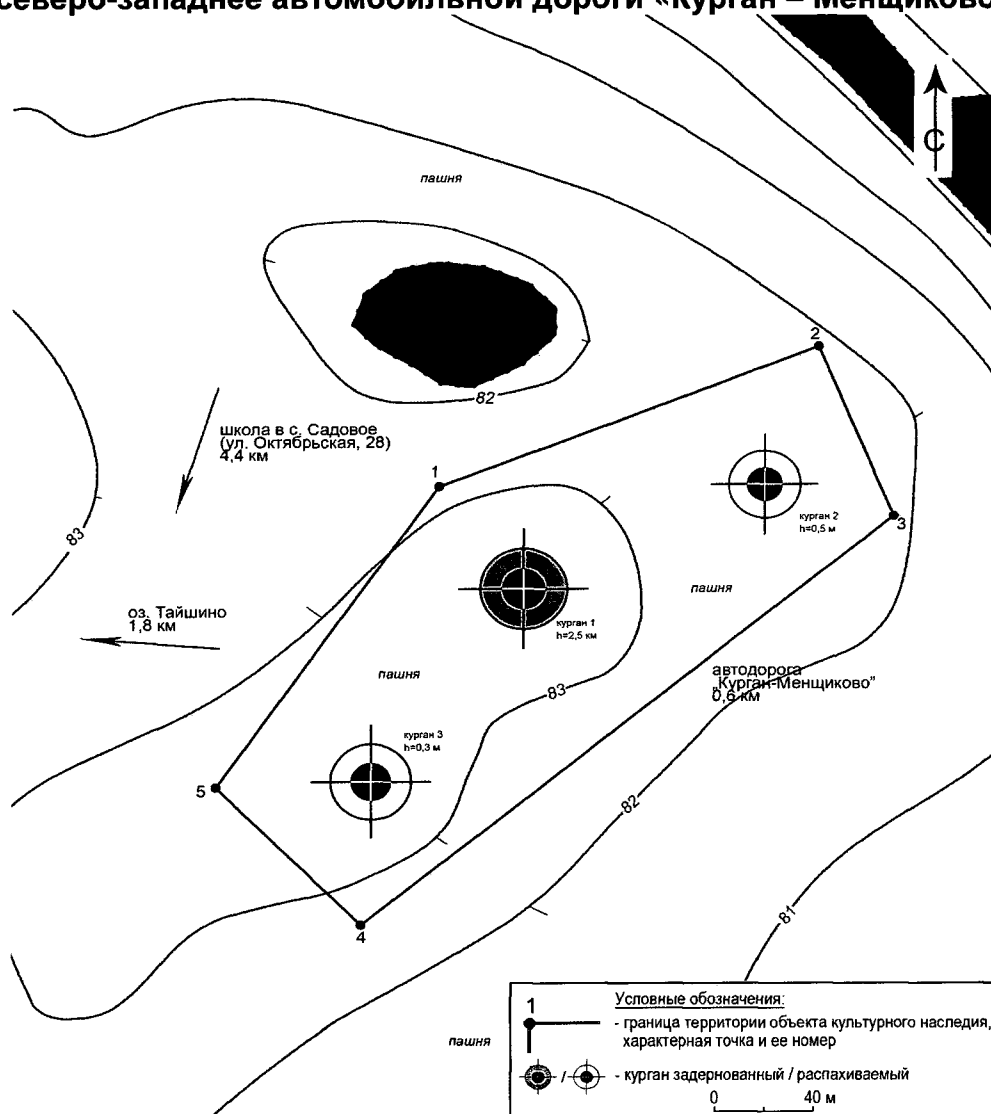 северо-западнее автомобильной дороги «Курган – Менщиково
С
пашня
2
82
школа в с. Садовое
(ул. Октябрьская, 28)
4,4 км
1
83
курган 2
h=0,5 м
3
оз. Тайшино
1,8 км
пашня
курган 1
h=2,5 км
пашня
83
автодорога
„Курган-Менщиково”
0,6 км
курган 3
h=0,3 м
5
82
4
81
пашня
Условные обозначения:
1
- граница территории объекта культурного наследия,
характерная точка и ее номер
/
- курган задернованный / распахиваемый
0 40 м